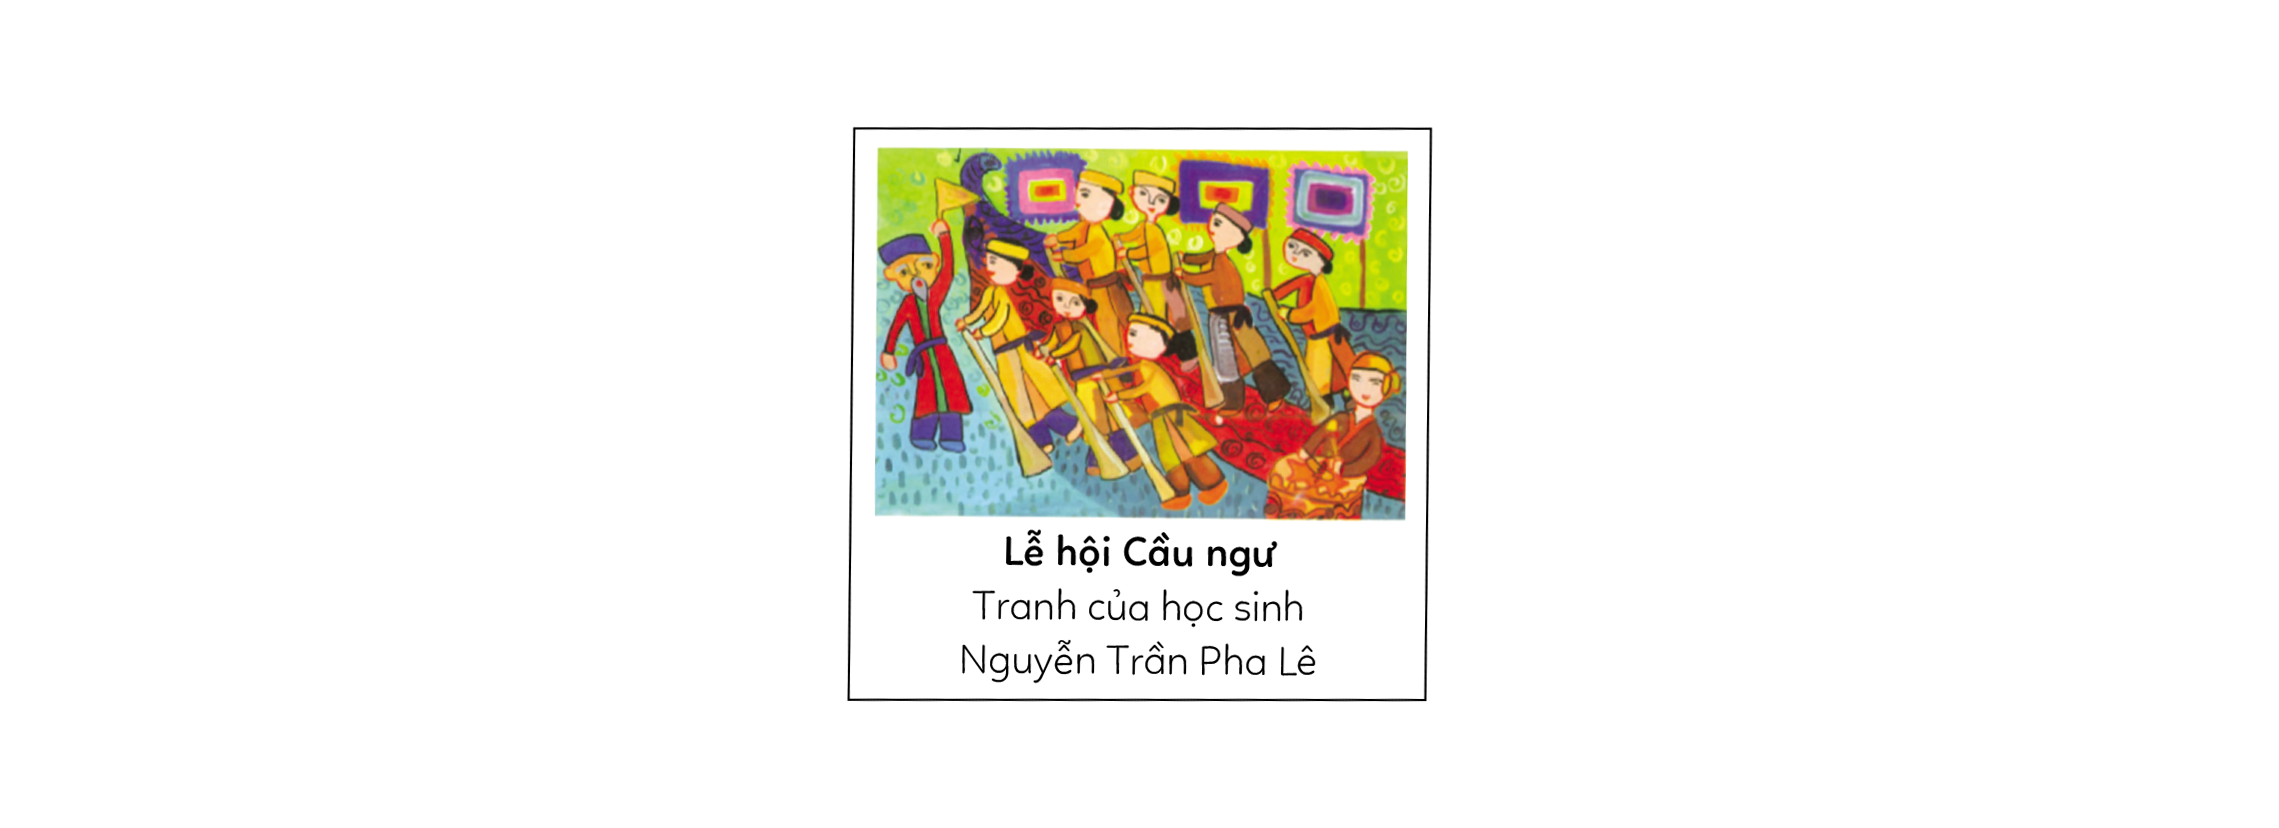 Lễ hội Cầu ngư
Tranh của học sinh
Nguyễn Trần Pha Lê